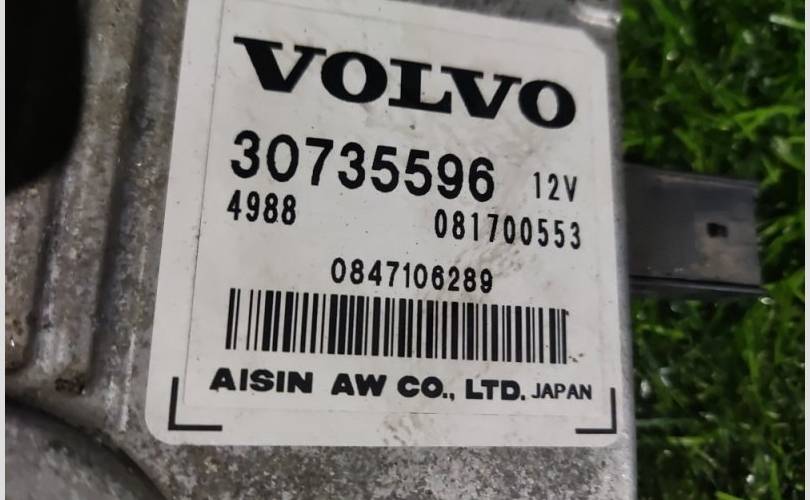 VOLVO
30735596 12V
4988 081700553
0847106289
AISIN AW CO., LTD. JAPAN